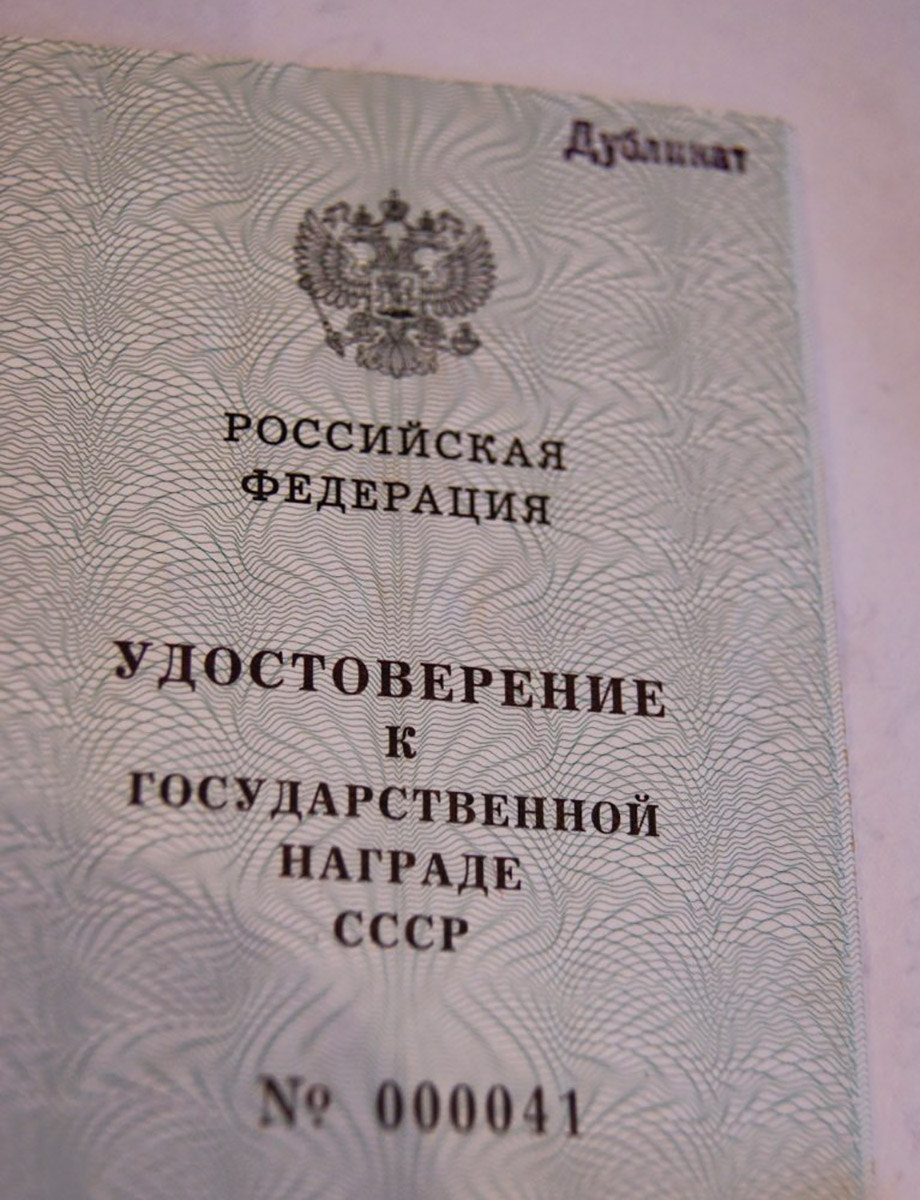 Дубликат
РОССИЙСКАЯ
ФЕДЕРАЦИЯ
УДОСТОВЕРЕНИЕ
К
ГОСУДАРСТВЕННОЙ
НАГРАДЕ
СССР
№ 000041